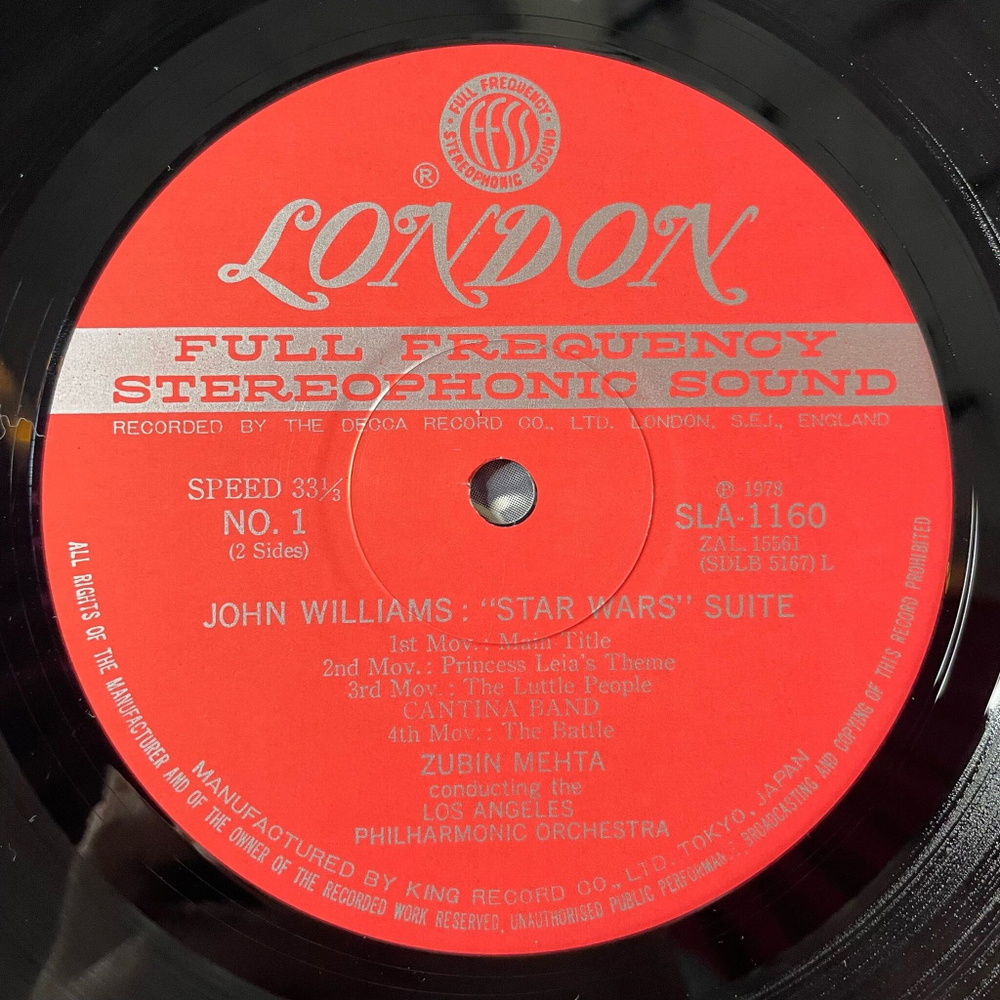 FULL FREQUENCY
STEREOPHONIC SOUND
FFSS
®
LONDON
FULL FREQUENCY
STEREOPHONIC SOUND
RECORDED BY THE DECCA RECORD CO., LTD. LONDON, S.E.I., ENGLAND
SPEED 33⅓
NO. 1
(2 Sides)
℗ 1978
SLA-1160
ZAL. 15561
(SDLB 5167) L
JOHN WILLIAMS : "STAR WARS" SUITE
1st Mov. : Main Title
2nd Mov. : Princess Leia's Theme
3rd Mov. : The Luttle People
CANTINA BAND
4th Mov. : The Battle
ZUBIN MEHTA
conducting the
LOS ANGELES
PHILHARMONIC ORCHESTRA
MANUFACTURED BY KING RECORD CO., LTD. TOKYO, JAPAN
ALL RIGHTS OF THE MANUFACTURER AND OF THE OWNER OF THE RECORDED WORK RESERVED, UNAUTHORISED PUBLIC PERFORMAN. BROADCASTING AND COPYING OF THIS RECORD PROHIBITED